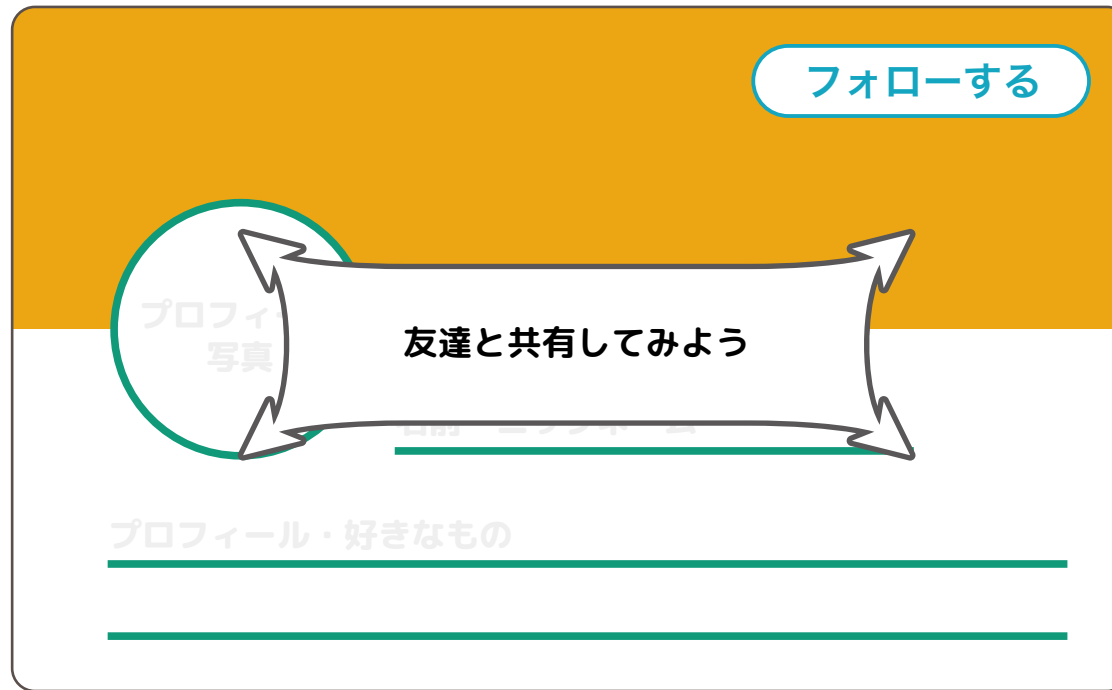 フォローする
プロフィー
写真
友達と共有してみよう
プロフィール・好きなもの